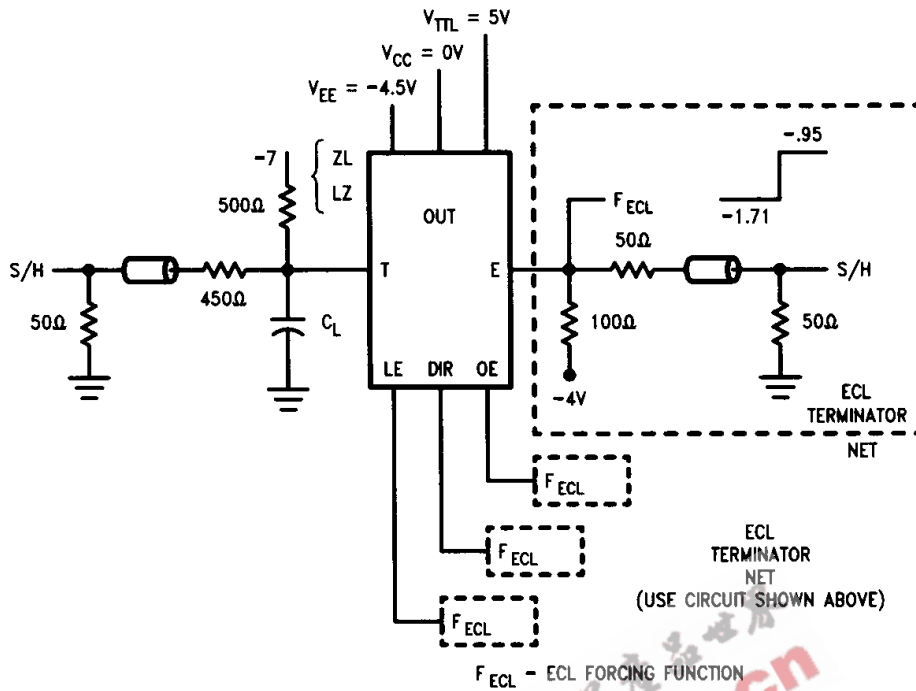 V_TTL = 5V
V_CC = 0V
V_EE = -4.5V
-7
ZL
LZ
500Ω
OUT
F_ECL
-.95
-1.71
50Ω
S/H
T
E
S/H
450Ω
50Ω
C_L
100Ω
50Ω
LE DIR OE
-4V
ECL
TERMINATOR
NET
F_ECL
F_ECL
F_ECL
ECL
TERMINATOR
NET
(USE CIRCUIT SHOWN ABOVE)
F_ECL - ECL FORCING FUNCTION
cn